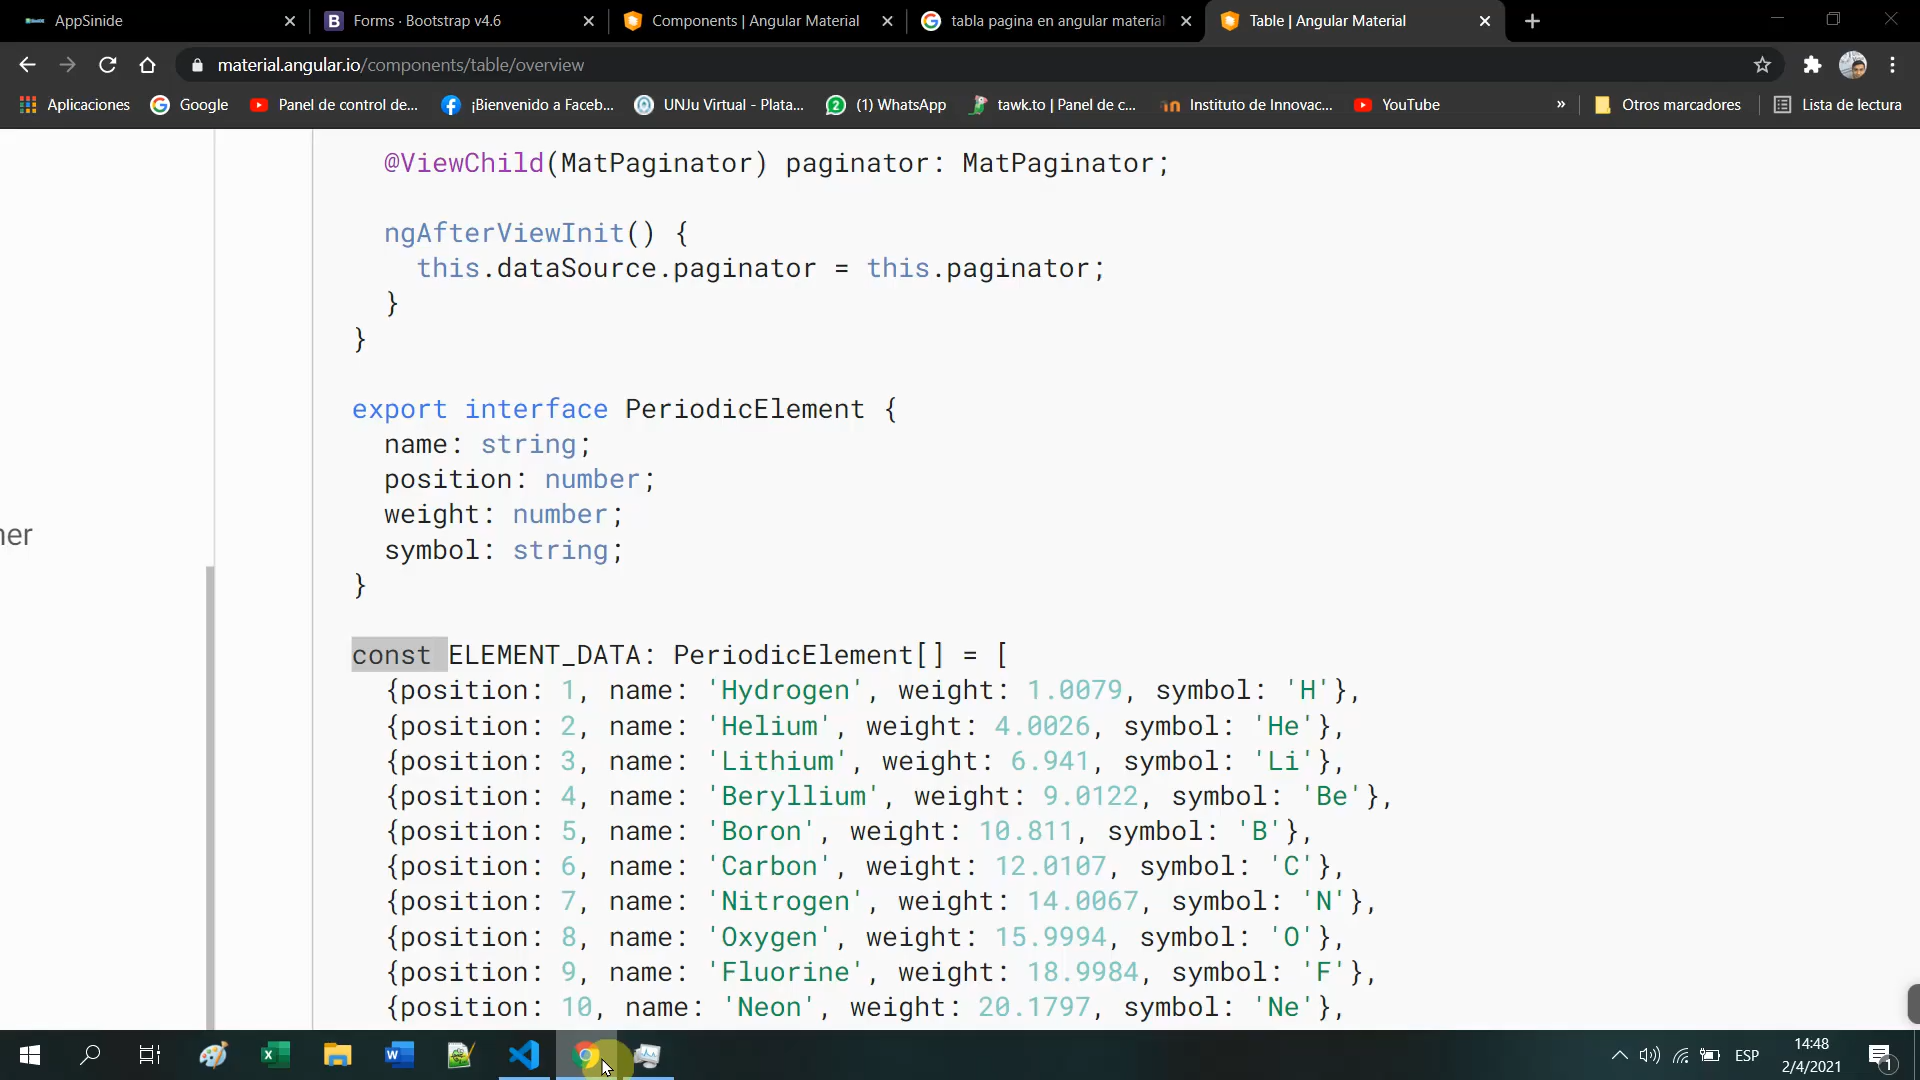 AppSinide
Forms · Bootstrap v4.6
Components | Angular Material
tabla pagina en angular material
Table | Angular Material
material.angular.io/components/table/overview
Aplicaciones
Google
Panel de control de...
¡Bienvenido a Faceb...
UNJu Virtual - Plata...
(1) WhatsApp
tawk.to | Panel de c...
Instituto de Innovac...
YouTube
»
Otros marcadores
Lista de lectura
@ViewChild(MatPaginator) paginator: MatPaginator;
ngAfterViewInit() {
this.dataSource.paginator = this.paginator;
}
}
export interface PeriodicElement {
name: string;
position: number;
weight: number;
symbol: string;
}
ner
const ELEMENT_DATA: PeriodicElement[] = [
{position: 1, name: 'Hydrogen', weight: 1.0079, symbol: 'H'},
{position: 2, name: 'Helium', weight: 4.0026, symbol: 'He'},
{position: 3, name: 'Lithium', weight: 6.941, symbol: 'Li'},
{position: 4, name: 'Beryllium', weight: 9.0122, symbol: 'Be'},
{position: 5, name: 'Boron', weight: 10.811, symbol: 'B'},
{position: 6, name: 'Carbon', weight: 12.0107, symbol: 'C'},
{position: 7, name: 'Nitrogen', weight: 14.0067, symbol: 'N'},
{position: 8, name: 'Oxygen', weight: 15.9994, symbol: 'O'},
{position: 9, name: 'Fluorine', weight: 18.9984, symbol: 'F'},
{position: 10, name: 'Neon', weight: 20.1797, symbol: 'Ne'},
ESP
14:48
2/4/2021
1